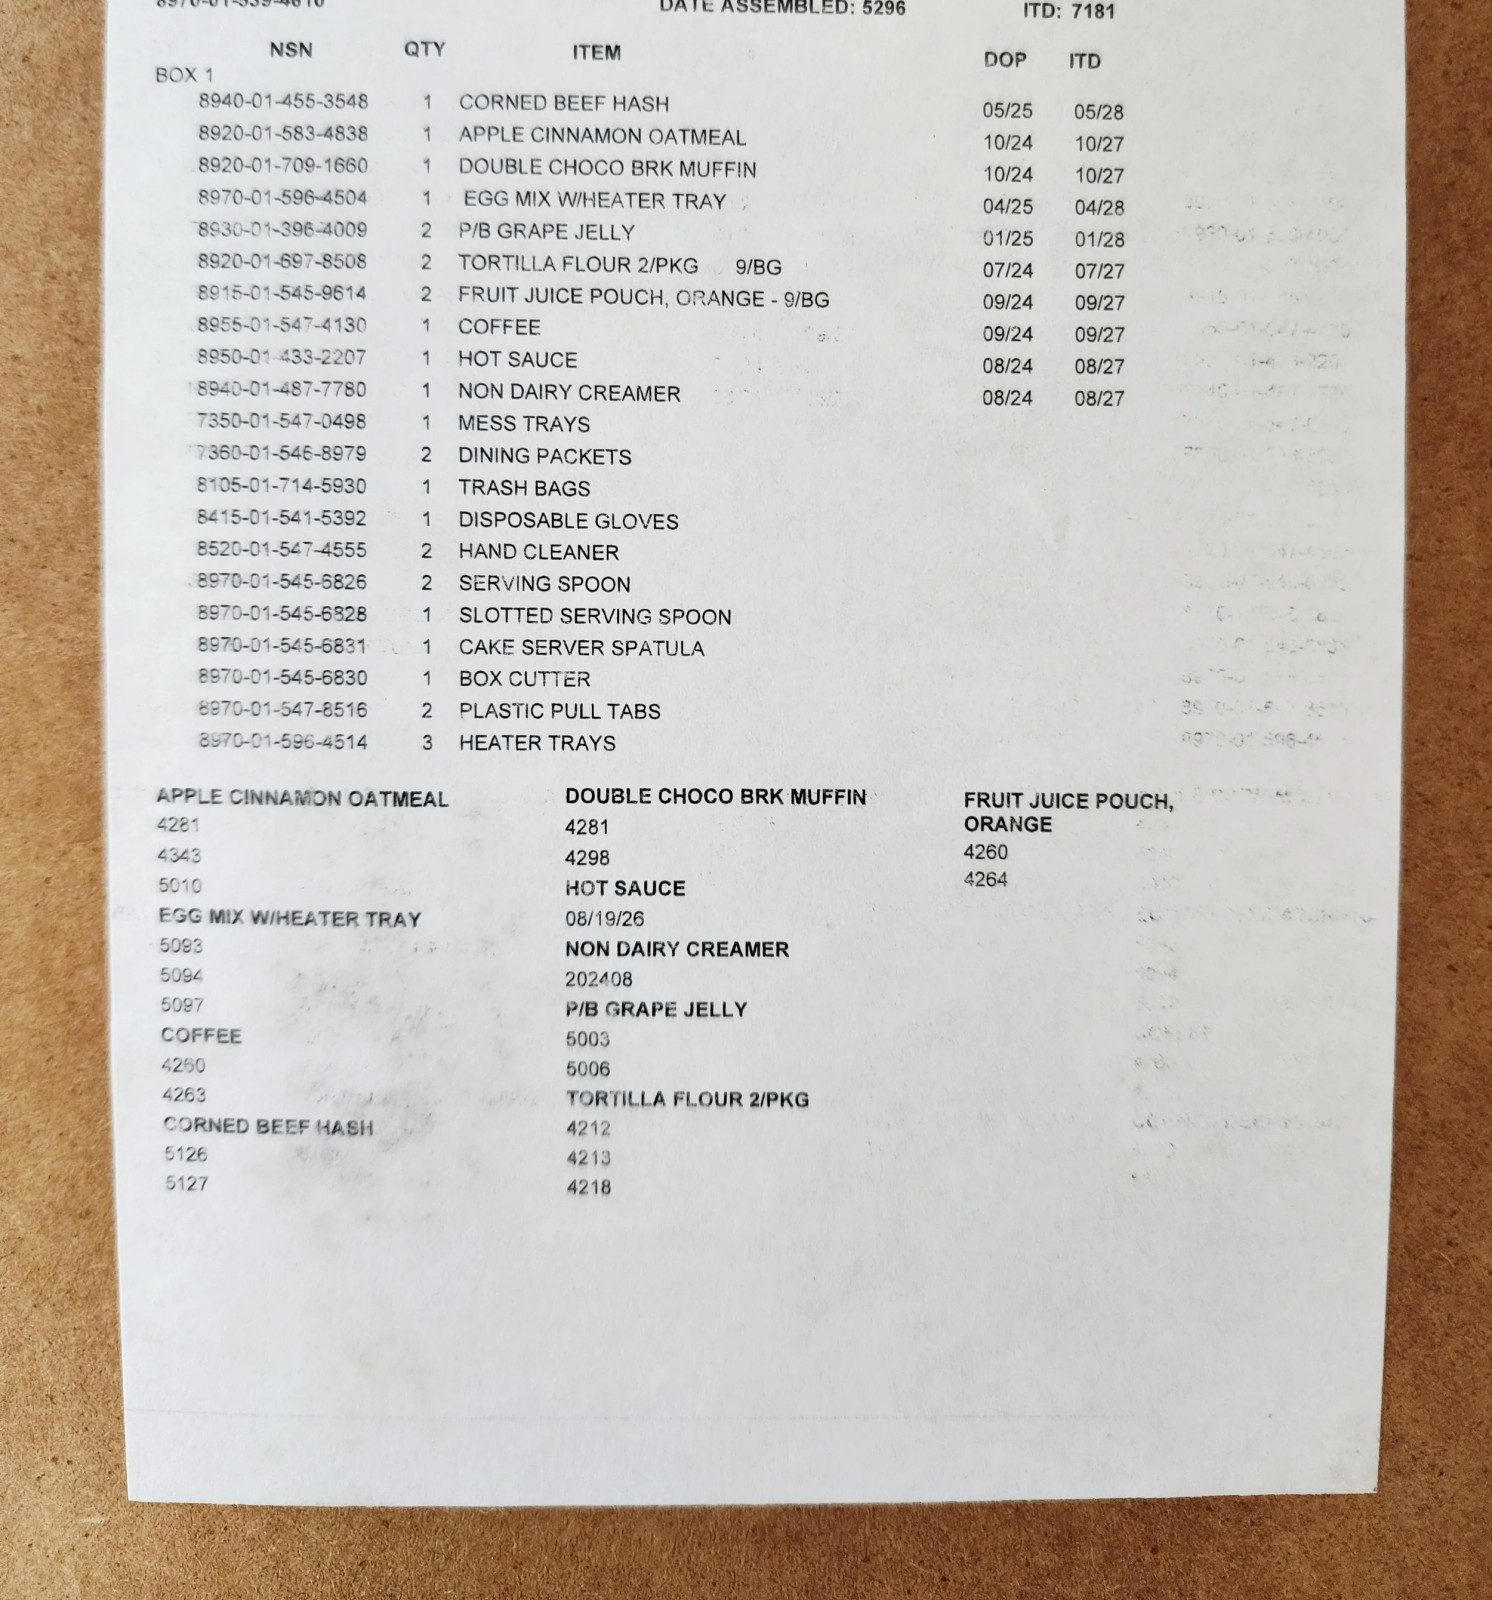 DATE ASSEMBLED: 5296 ITD: 7181
NSN QTY ITEM DOP ITD
BOX 1
8940-01-455-3548 1 CORNED BEEF HASH 05/25 05/28
8920-01-583-4838 1 APPLE CINNAMON OATMEAL 10/24 10/27
8920-01-709-1660 1 DOUBLE CHOCO BRK MUFFIN 10/24 10/27
8970-01-596-4504 1 EGG MIX W/HEATER TRAY 04/25 04/28
8930-01-396-4009 2 P/B GRAPE JELLY 01/25 01/28
8920-01-697-8508 2 TORTILLA FLOUR 2/PKG 9/BG 07/24 07/27
8915-01-545-9614 2 FRUIT JUICE POUCH, ORANGE - 9/BG 09/24 09/27
8955-01-547-4130 1 COFFEE 09/24 09/27
8950-01-433-2207 1 HOT SAUCE 08/24 08/27
8940-01-487-7780 1 NON DAIRY CREAMER 08/24 08/27
7350-01-547-0498 1 MESS TRAYS
7360-01-546-8979 2 DINING PACKETS
8105-01-714-5930 1 TRASH BAGS
8415-01-541-5392 1 DISPOSABLE GLOVES
8520-01-547-4555 2 HAND CLEANER
8970-01-545-6826 2 SERVING SPOON
8970-01-545-6828 1 SLOTTED SERVING SPOON
8970-01-545-6831 1 CAKE SERVER SPATULA
8970-01-545-6830 1 BOX CUTTER
8970-01-547-8516 2 PLASTIC PULL TABS
8970-01-596-4514 3 HEATER TRAYS
APPLE CINNAMON OATMEAL
4281
4343
5010
EGG MIX W/HEATER TRAY
5093
5094
5097
COFFEE
4260
4263
CORNED BEEF HASH
5126
5127
DOUBLE CHOCO BRK MUFFIN
4281
4298
HOT SAUCE
08/19/26
NON DAIRY CREAMER
202408
P/B GRAPE JELLY
5003
5006
TORTILLA FLOUR 2/PKG
4212
4213
4218
FRUIT JUICE POUCH,
ORANGE
4260
4264